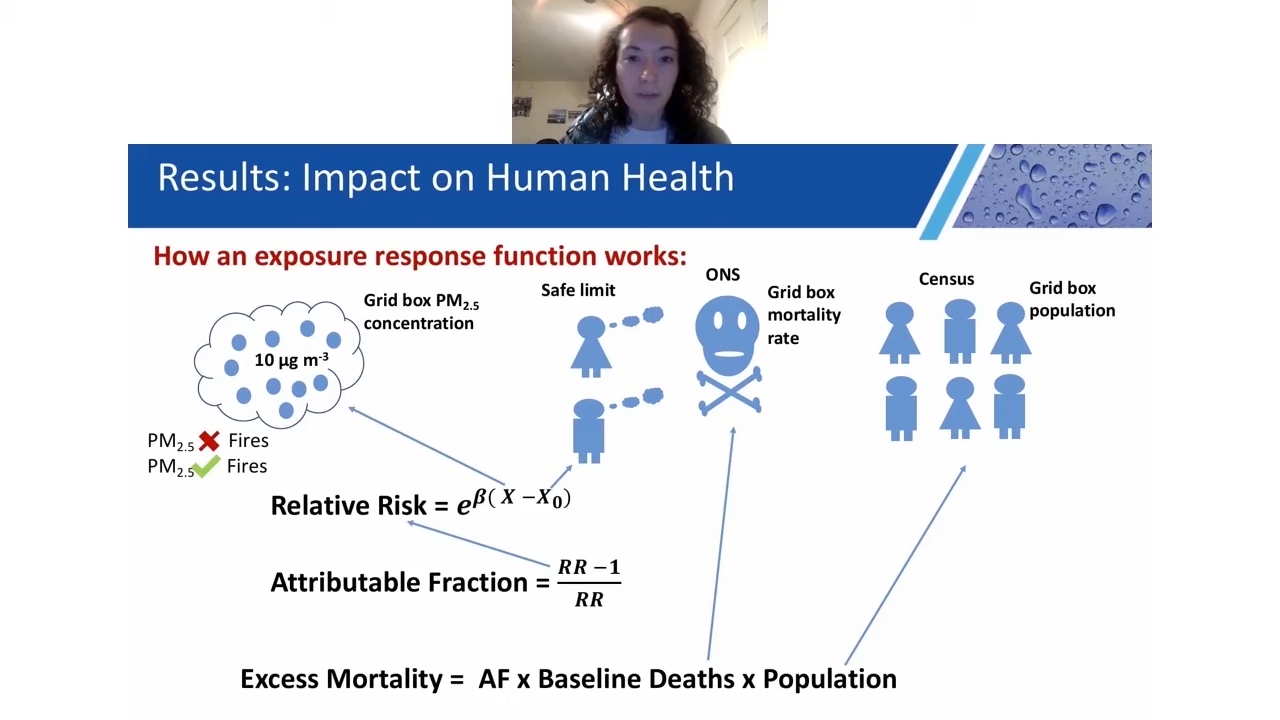 Results: Impact on Human Health
How an exposure response function works:
Grid box PM2.5
concentration
10 µg m-3
Safe limit
ONS
Grid box
mortality
rate
Census
Grid box
population
PM2.5 ✖ Fires
PM2.5 ✔ Fires
Relative Risk = e^β( X −X0)
Attributable Fraction = RR −1
RR
Excess Mortality = AF x Baseline Deaths x Population